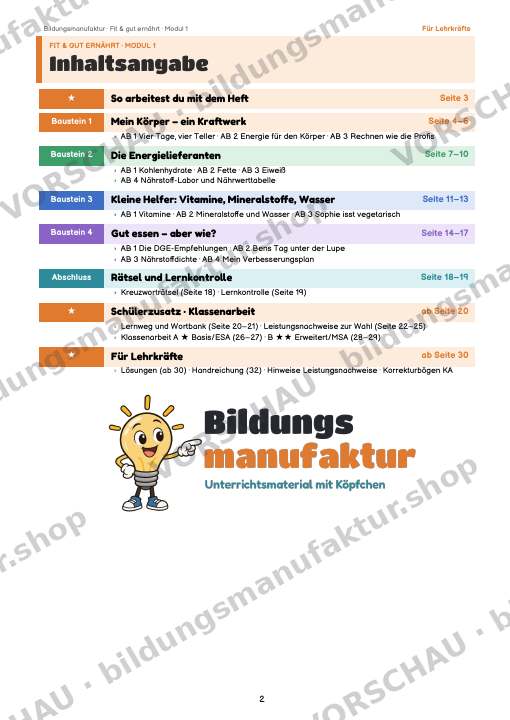 Bildungsmanufaktur · Fit & gut ernährt · Modul 1
Für Lehrkräfte
FIT & GUT ERNÄHRT · MODUL 1
Inhaltsangabe
★ So arbeitest du mit dem Heft Seite 3
Baustein 1 Mein Körper – ein Kraftwerk Seite 4–6
· AB 1 Vier Tage, vier Teller · AB 2 Energie für den Körper · AB 3 Rechnen wie die Profis
Baustein 2 Die Energielieferanten Seite 7–10
· AB 1 Kohlenhydrate · AB 2 Fette · AB 3 Eiweiß
· AB 4 Nährstoff-Labor und Nährwerttabelle
Baustein 3 Kleine Helfer: Vitamine, Mineralstoffe, Wasser Seite 11–13
· AB 1 Vitamine · AB 2 Mineralstoffe und Wasser · AB 3 Sophie isst vegetarisch
Baustein 4 Gut essen – aber wie? Seite 14–17
· AB 1 Die DGE-Empfehlungen · AB 2 Bens Tag unter der Lupe
· AB 3 Nährstoffdichte · AB 4 Mein Verbesserungsplan
Abschluss Rätsel und Lernkontrolle Seite 18–19
· Kreuzworträtsel (Seite 18) · Lernkontrolle (Seite 19)
★ Schülerzusatz · Klassenarbeit ab Seite 20
· Lernweg und Wortbank (Seite 20–21) · Leistungsnachweise zur Wahl (Seite 22–25)
· Klassenarbeit A ★ Basis/ESA (26–27) · B ★★ Erweitert/MSA (28–29)
★ Für Lehrkräfte ab Seite 30
· Lösungen (ab 30) · Handreichung (32) · Hinweise Leistungsnachweise · Korrekturbögen KA
Bildungs
manufaktur
Unterrichtsmaterial mit Köpfchen
VORSCHAU · bildungsmanufaktur.shop
2